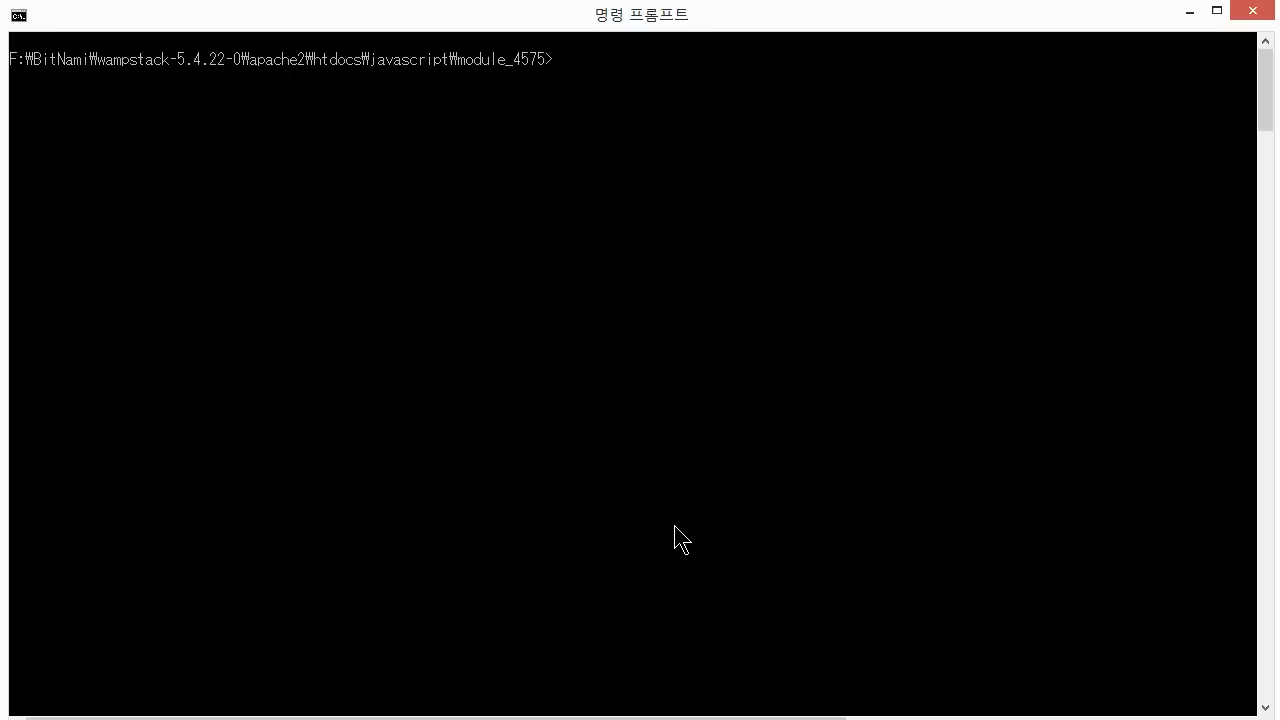 명령 프롬프트
F:₩BitNami₩wampstack-5.4.22-0₩apache2₩htdocs₩javascript₩module_4575>